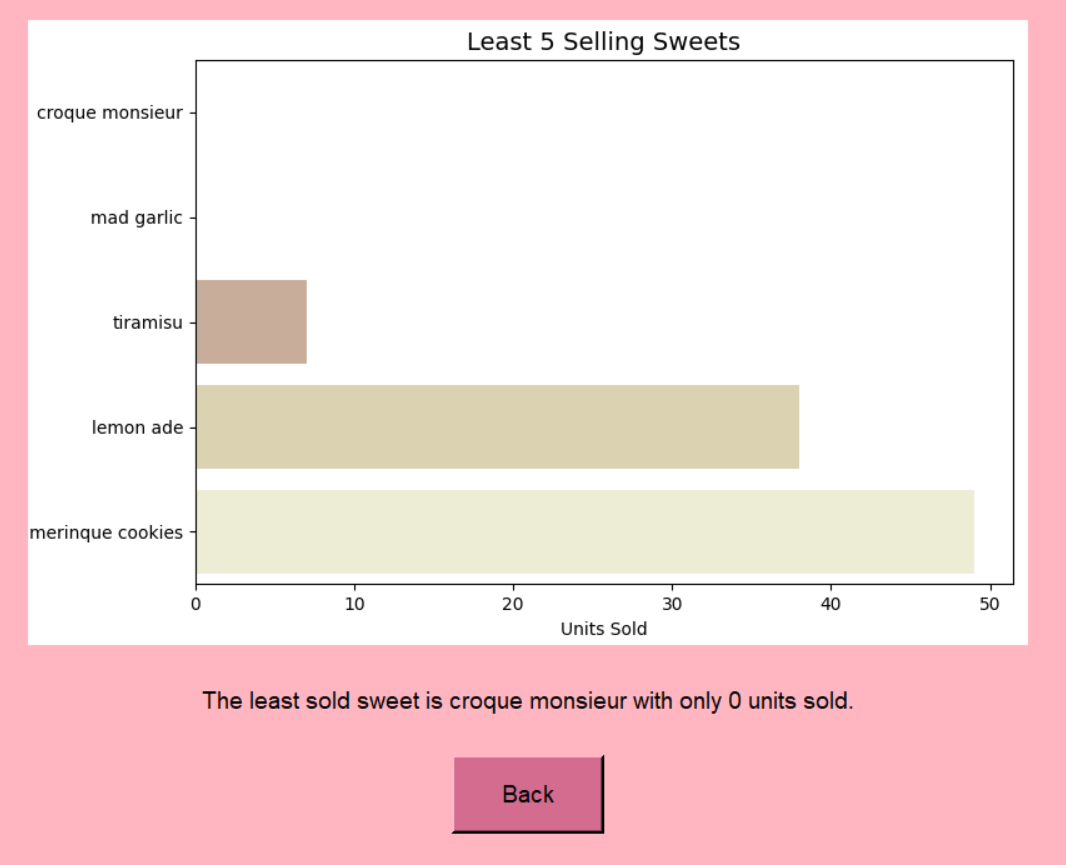 Least 5 Selling Sweets
croque monsieur
mad garlic
tiramisu
lemon ade
merinque cookies
0 10 20 30 40 50
Units Sold
The least sold sweet is croque monsieur with only 0 units sold.
Back